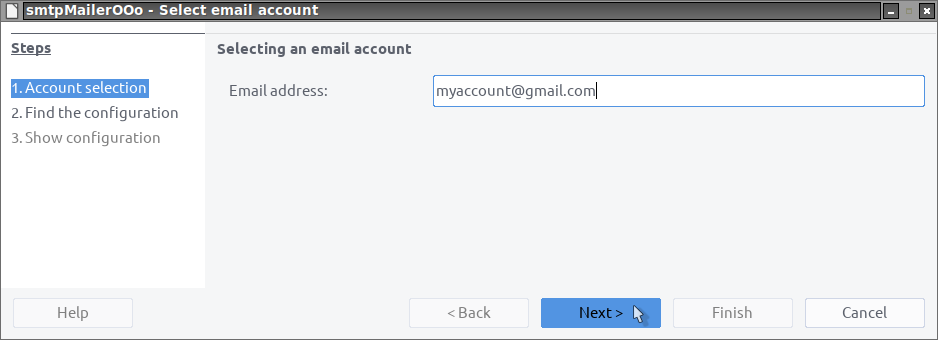 smtpMailerOOo - Select email account
Steps
1. Account selection
2. Find the configuration
3. Show configuration
Selecting an email account
Email address: myaccount@gmail.com
Help < Back Next > Finish Cancel